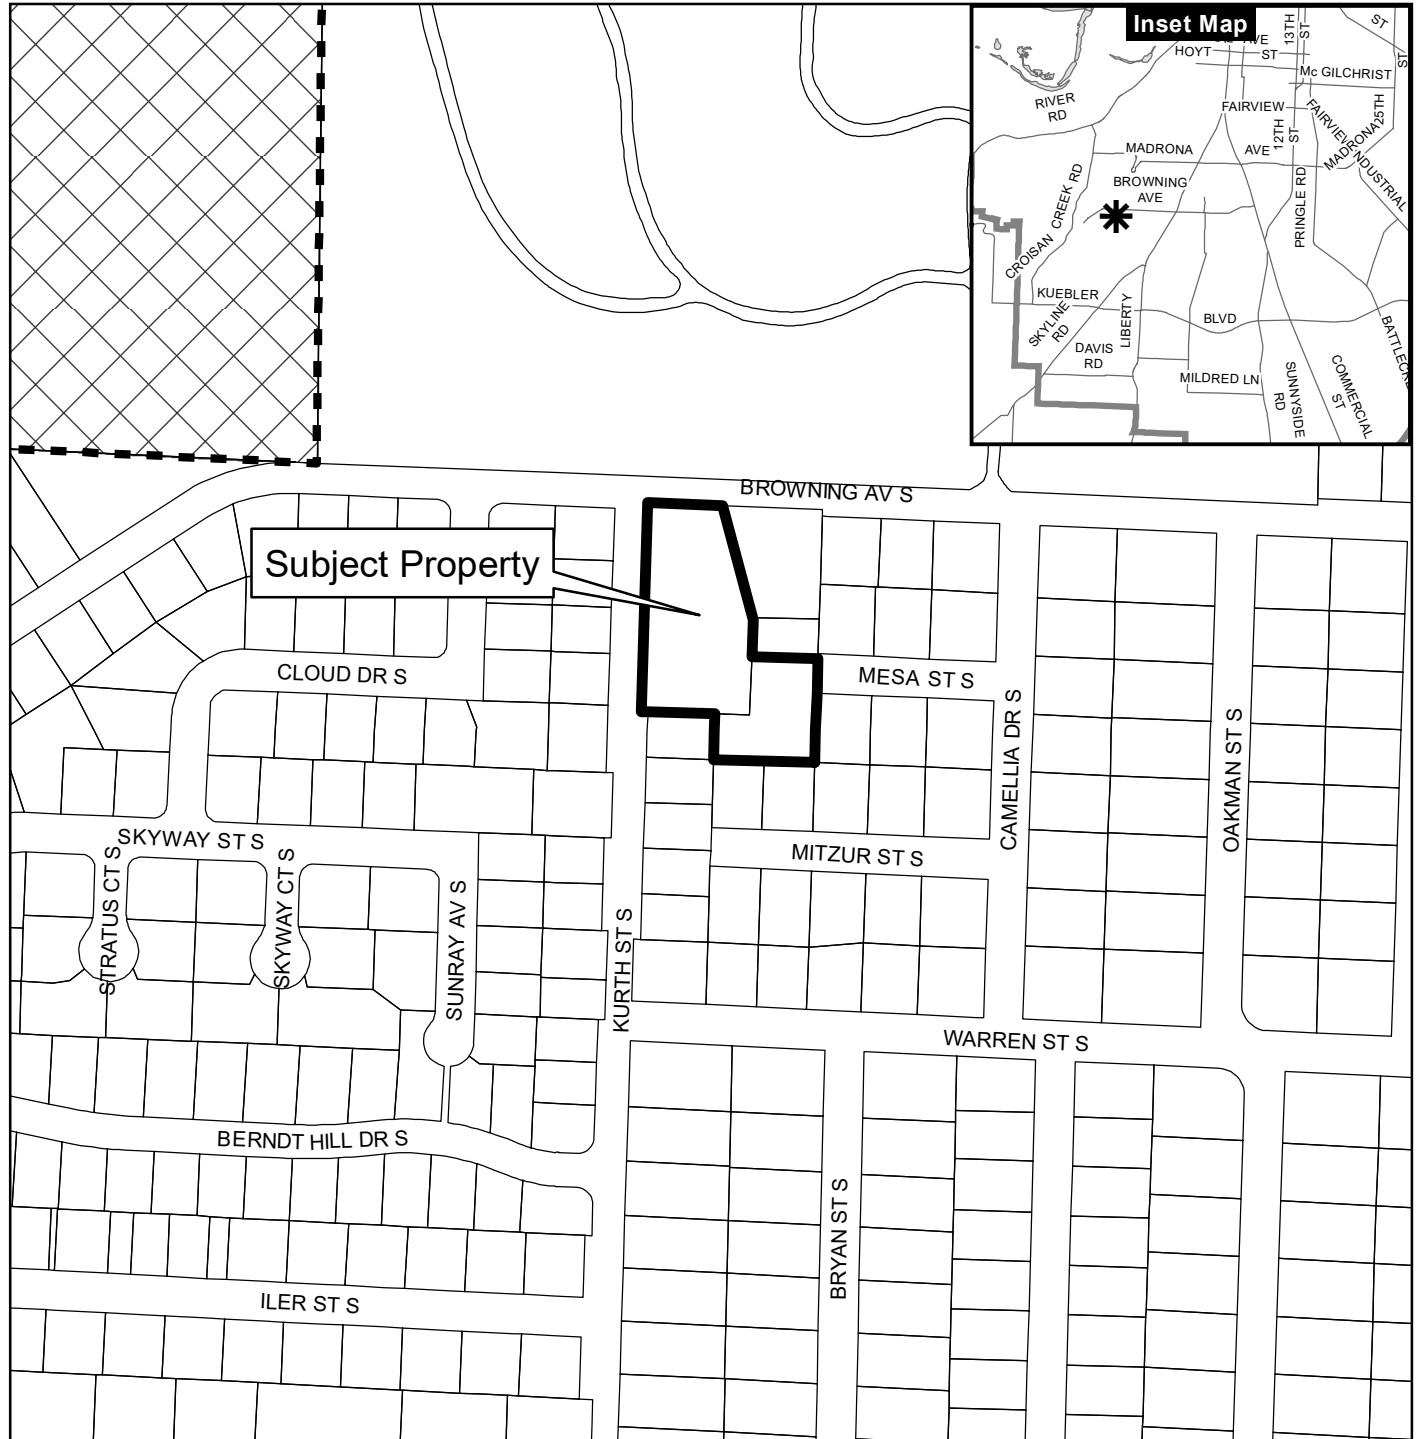 Inset Map
AVE
ST
HOYT
ST
13TH
ST
ST
Mc GILCHRIST
RIVER
RD
FAIRVIEW
12TH
ST
FAIRVIEW INDUSTRIAL
25TH
MADRONA
MADRONA
AVE
BROWNING
AVE
CROISAN
CREEK RD
PRINGLE RD
KUEBLER
BLVD
SKYLINE
RD
LIBERTY
DAVIS
RD
MILDRED LN
SUNNYSIDE
RD
COMMERCIAL
ST
BROWNING AV S
Subject Property
CLOUD DR S
MESA ST S
CAMELLIA DR S
OAKMAN ST S
SKYWAY ST S
MITZUR ST S
STRATUS CT S
SKYWAY CT S
SUNRAY AV S
KURTH ST S
WARREN ST S
BERNDT HILL DR S
BRYAN ST S
ILER ST S